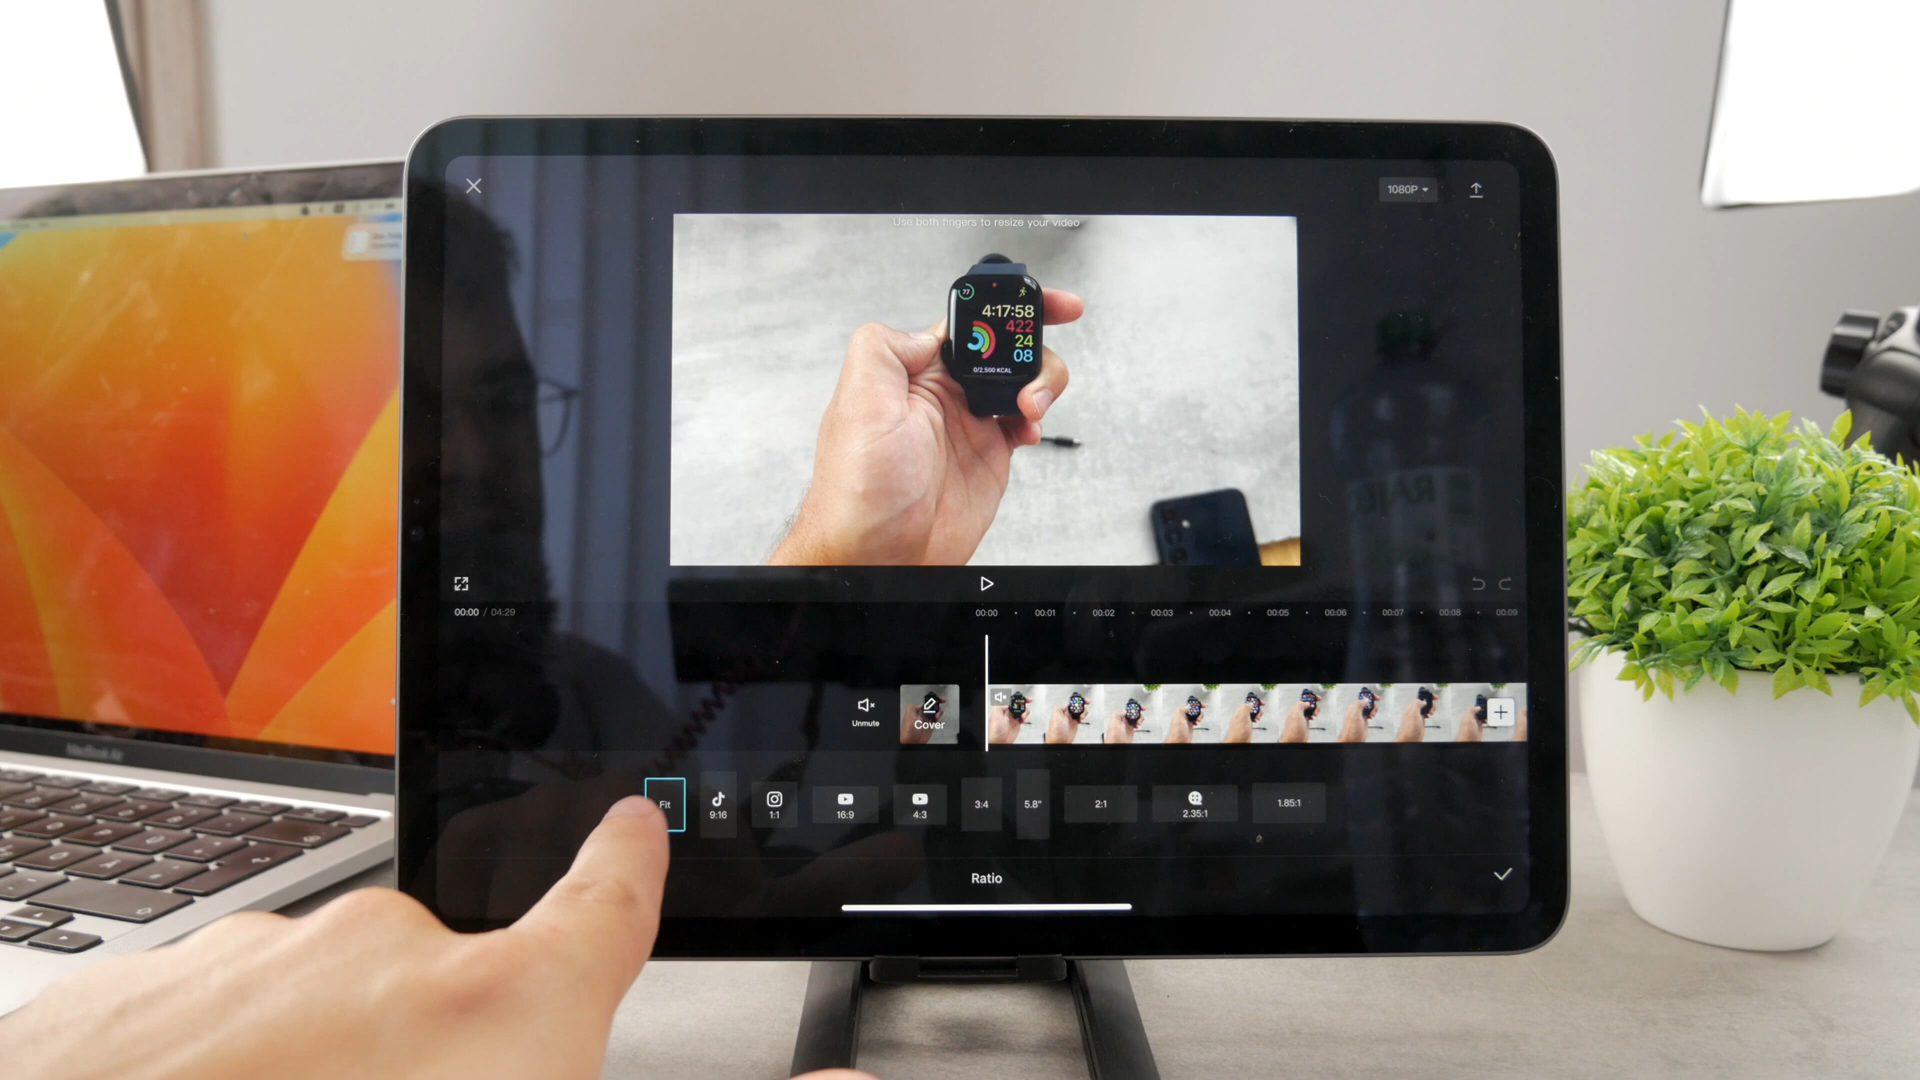 1080P
Use both fingers to resize your video
77
4:17:58
422
24
08
0/2,500 KCAL
00:00 / 04:29
00:00 00:01 00:02 00:03 00:04 00:05 00:06 00:07 00:08 00:09
Unmute
Cover
Fit
9:16
1:1
16:9
4:3
3:4
5.8"
2:1
2.35:1
1.85:1
Ratio
MacBook Air